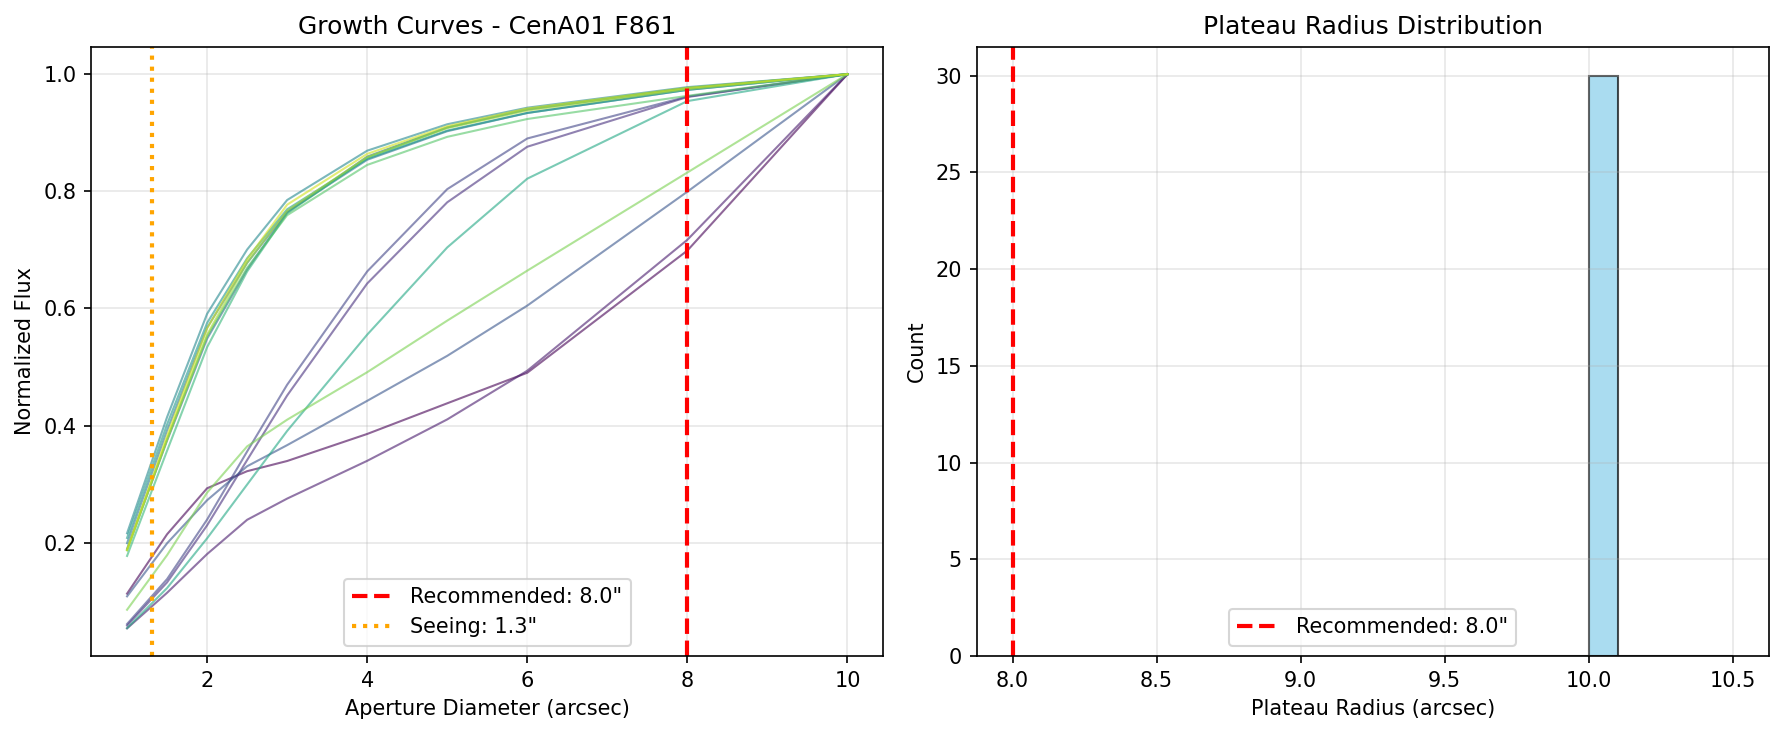 Growth Curves - CenA01 F861
Normalized Flux
1.0
0.8
0.6
0.4
0.2
Recommended: 8.0"
Seeing: 1.3"
2 4 6 8 10
Aperture Diameter (arcsec)
Plateau Radius Distribution
Count
30
25
20
15
10
5
0
Recommended: 8.0"
8.0 8.5 9.0 9.5 10.0 10.5
Plateau Radius (arcsec)